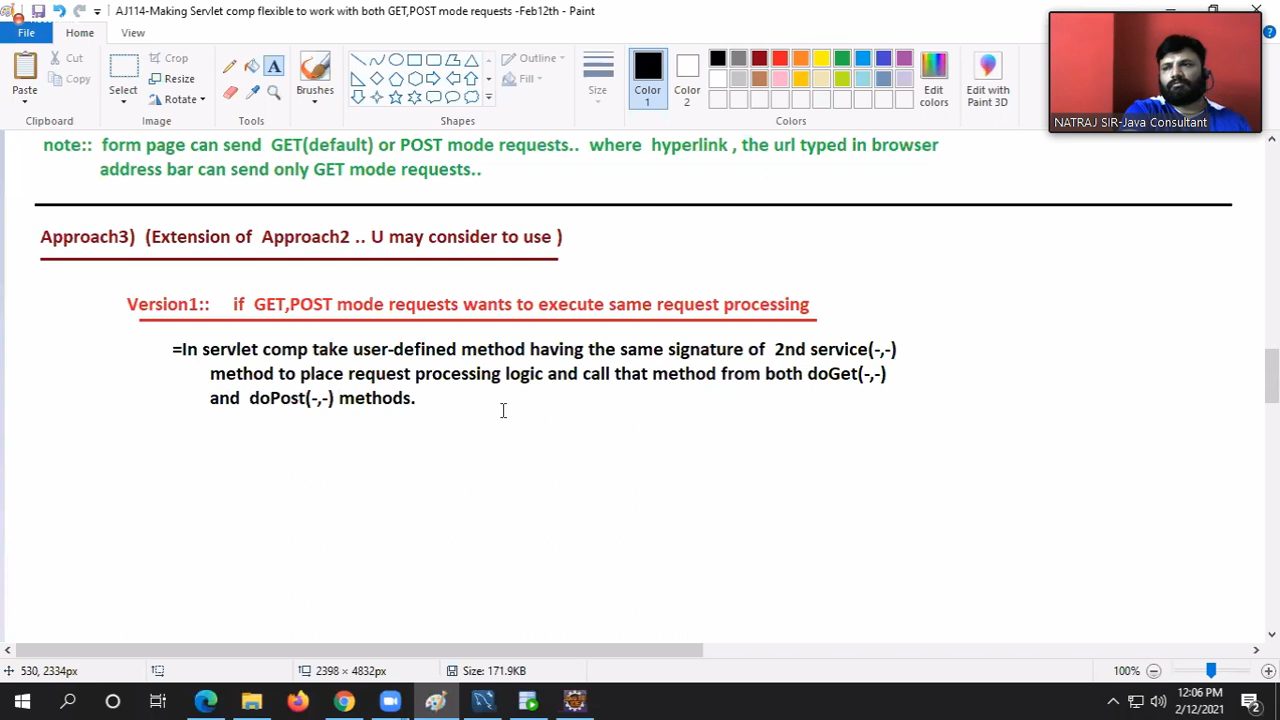 AJ114-Making Servlet comp flexible to work with both GET,POST mode requests -Feb12th - Paint
File
Home
View
Paste
Cut
Copy
Clipboard
Select
Crop
Resize
Rotate
Image
Tools
Brushes
Shapes
Outline
Fill
Size
Color 1
Color 2
Edit colors
Colors
Edit with Paint 3D
NATRAJ SIR-Java Consultant
note:: form page can send GET(default) or POST mode requests.. where hyperlink , the url typed in browser
address bar can send only GET mode requests..
Approach3) (Extension of Approach2 .. U may consider to use )
Version1:: if GET,POST mode requests wants to execute same request processing
=In servlet comp take user-defined method having the same signature of 2nd service(-,-)
method to place request processing logic and call that method from both doGet(-,-)
and doPost(-,-) methods.
530, 2334px
2398 × 4832px
Size: 171.9KB
100%
12:06 PM
2/12/2021
2